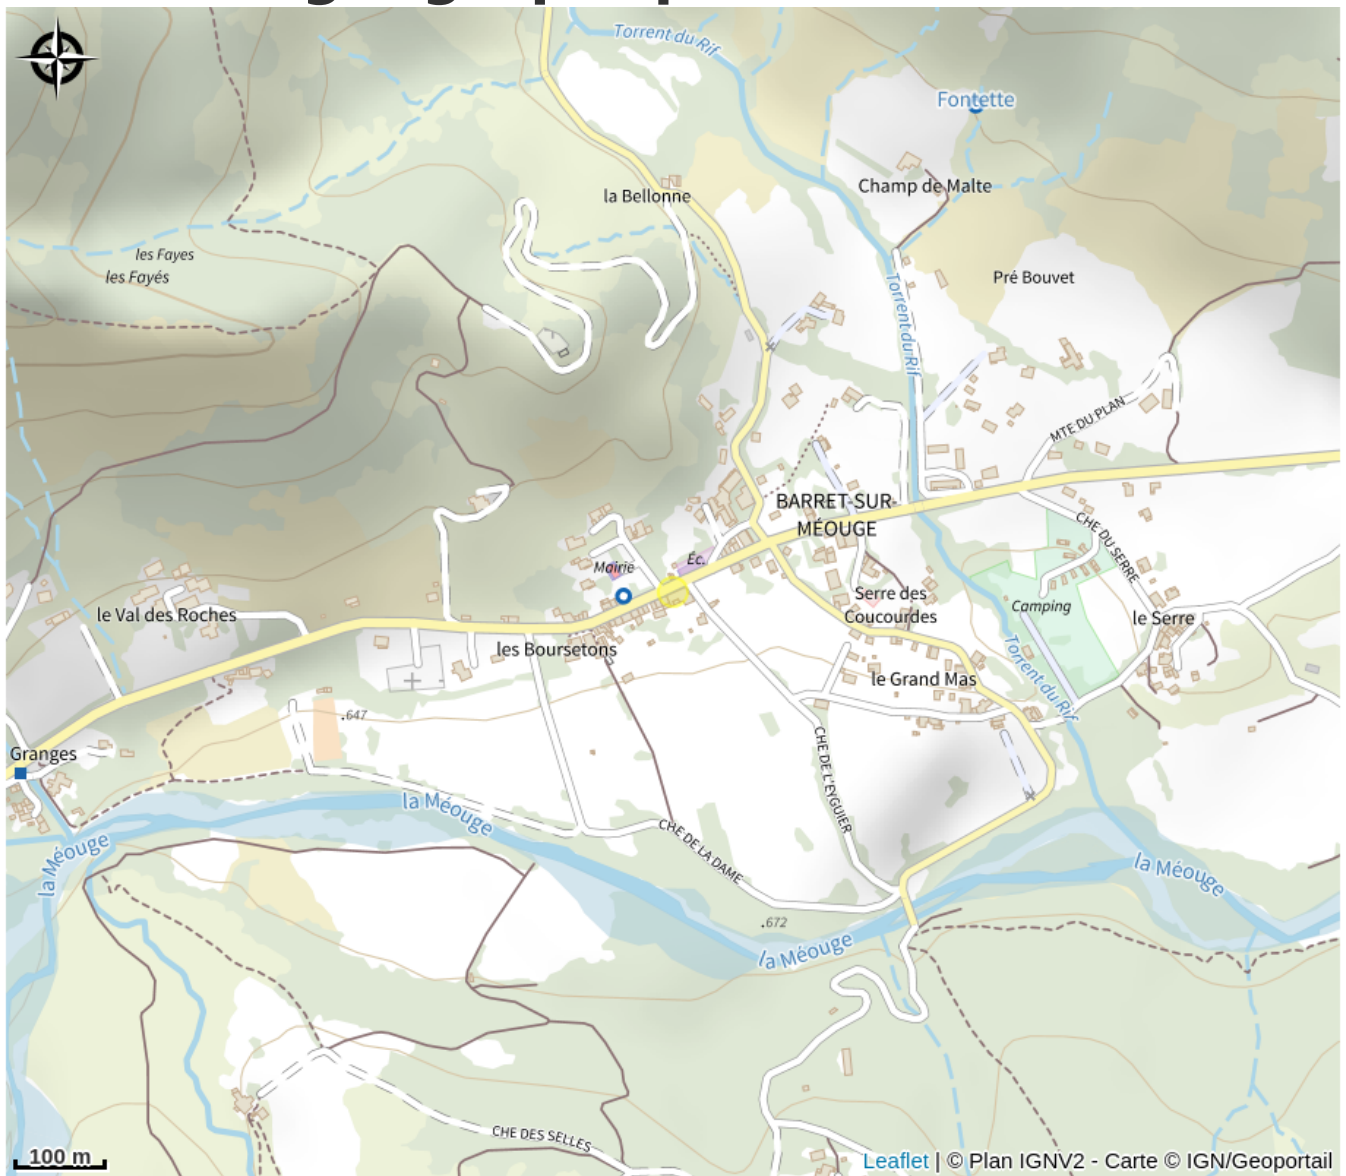 Torrent du Rif
Fontette
Champ de Malte
la Bellonne
les Fayes
les Fayés
Pré Bouvet
Torrent du Rif
MTE DU PLAN
BARRET-SUR-
MÉOUGE
CHE DU SERRE
Éc.
Mairie
Serre des
Coucourdes
Camping
le Serre
le Val des Roches
les Boursetons
le Grand Mas
Torrent du Rif
.647
Granges
CHE DE L'EYGUIER
la Méouge
la Méouge
CHE DE LA DAME
la Méouge
.672
la Méouge
CHE DES SELLES
100 m
Leaflet | © Plan IGNV2 - Carte © IGN/Geoportail